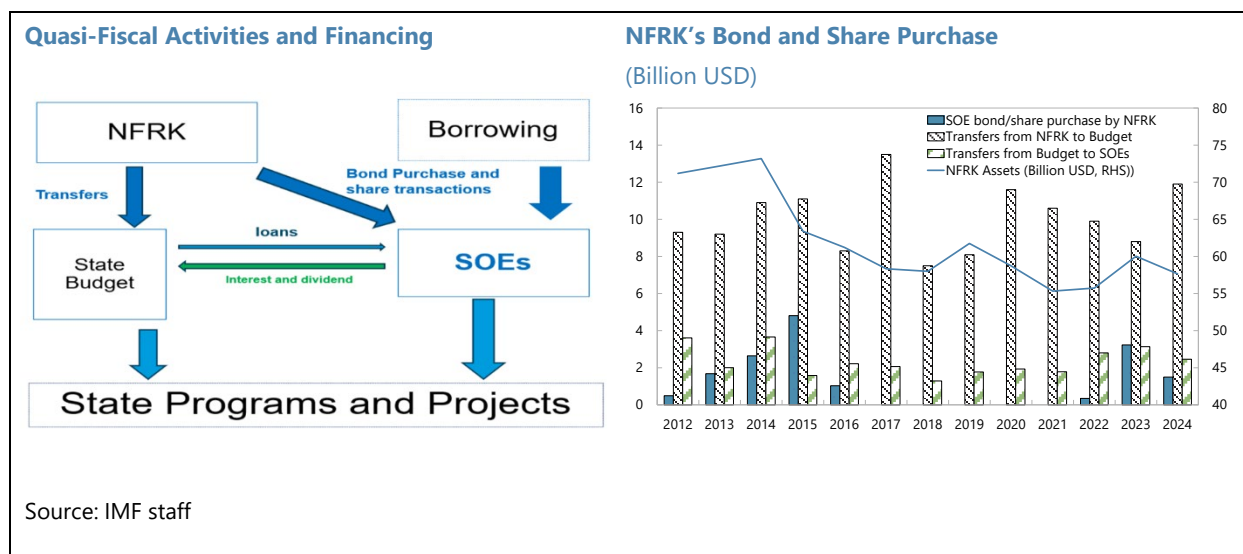 Quasi-Fiscal Activities and Financing
NFRK
Borrowing
Transfers
Bond Purchase and
share transactions
State
Budget
loans
Interest and dividend
SOEs
State Programs and Projects
NFRK's Bond and Share Purchase
(Billion USD)
SOE bond/share purchase by NFRK
Transfers from NFRK to Budget
Transfers from Budget to SOEs
NFRK Assets (Billion USD, RHS))
16
14
12
10
8
6
4
2
0
80
75
70
65
60
55
50
45
40
2012 2013 2014 2015 2016 2017 2018 2019 2020 2021 2022 2023 2024
Source: IMF staff